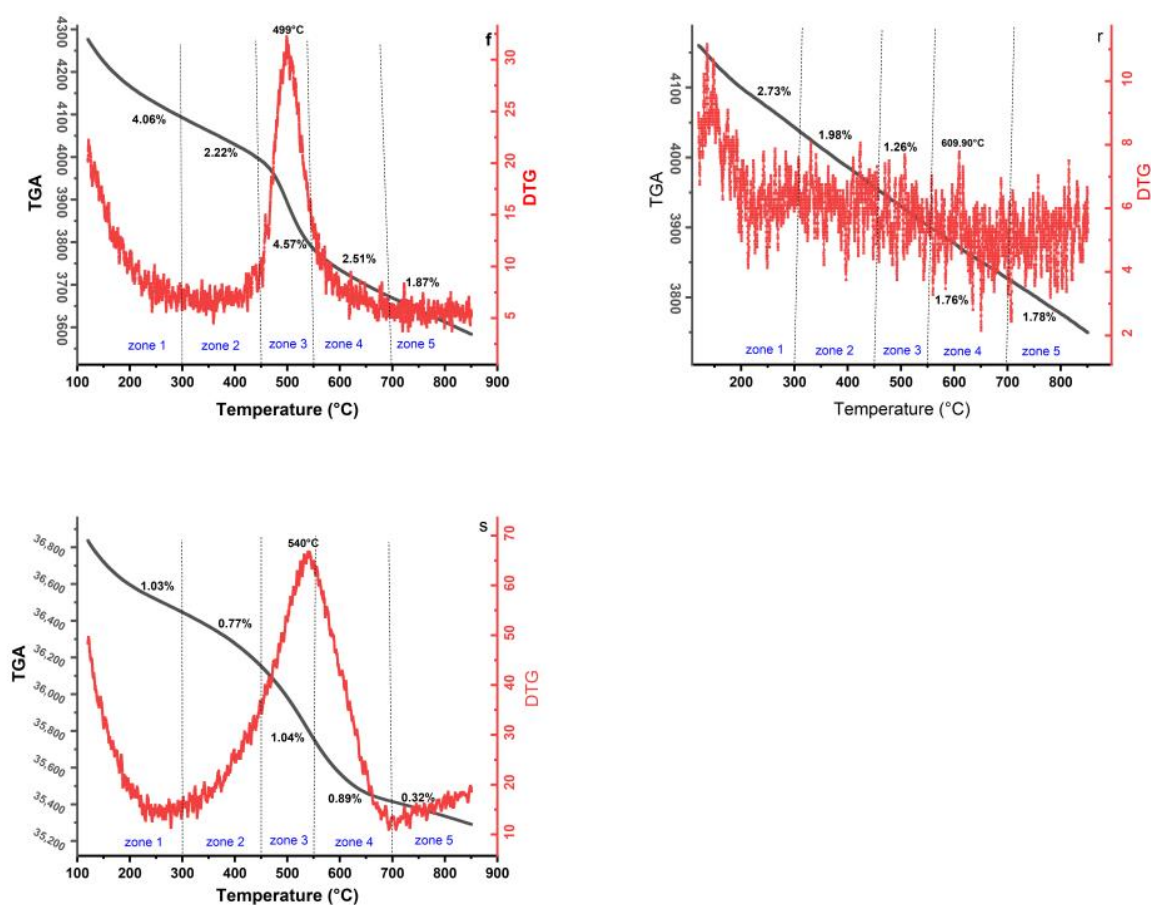 f
499°C
TGA
4300
4200
4100
4000
3900
3800
3700
3600
4.06%
2.22%
4.57%
2.51%
1.87%
30
25
20
15
10
5
DTG
zone 1 zone 2 zone 3 zone 4 zone 5
100 200 300 400 500 600 700 800 900
Temperature (°C)
r
TGA
4100
4000
3900
3800
2.73%
1.98%
1.26%
609.90°C
1.76%
1.78%
10
8
6
4
2
DTG
zone 1 zone 2 zone 3 zone 4 zone 5
200 300 400 500 600 700 800
Temperature (°C)
s
540°C
TGA
36,800
36,600
36,400
36,200
36,000
35,800
35,600
35,400
35,200
1.03%
0.77%
1.04%
0.89%
0.32%
70
60
50
40
30
20
10
DTG
zone 1 zone 2 zone 3 zone 4 zone 5
100 200 300 400 500 600 700 800 900
Temperature (°C)